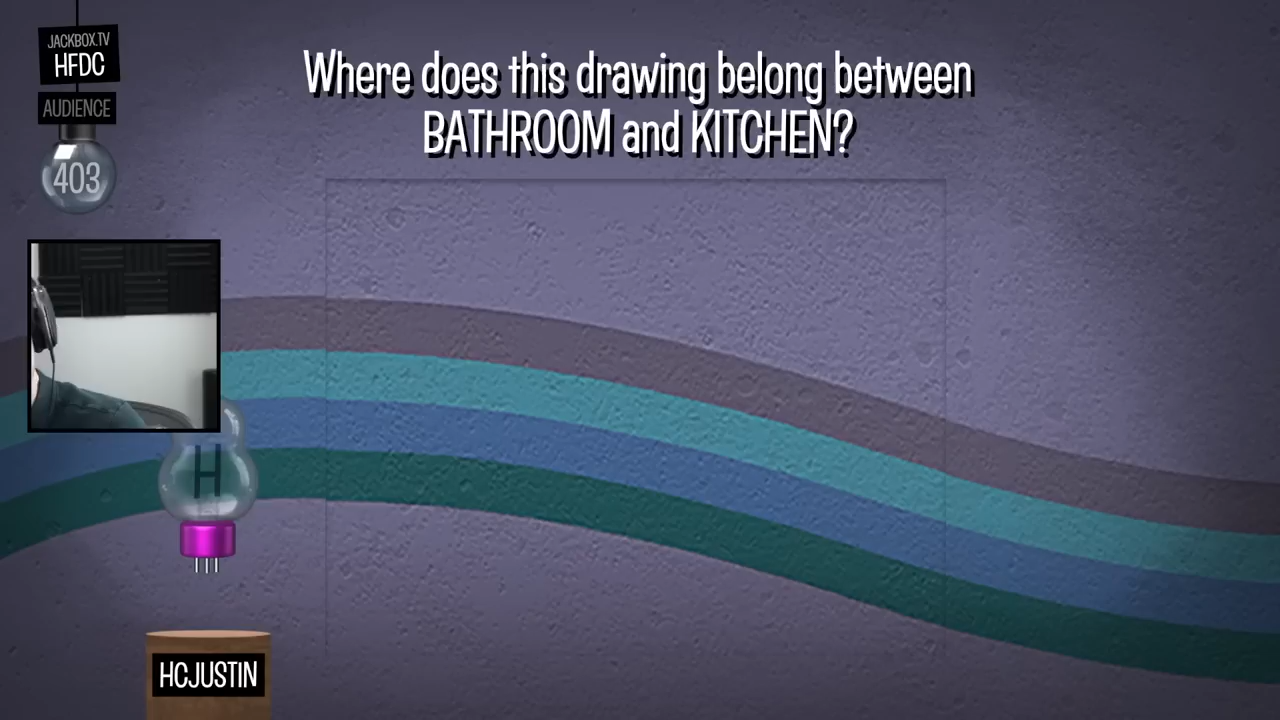 JACKBOX.TV
HFDC
AUDIENCE
403
Where does this drawing belong between
BATHROOM and KITCHEN?
H
HCJUSTIN